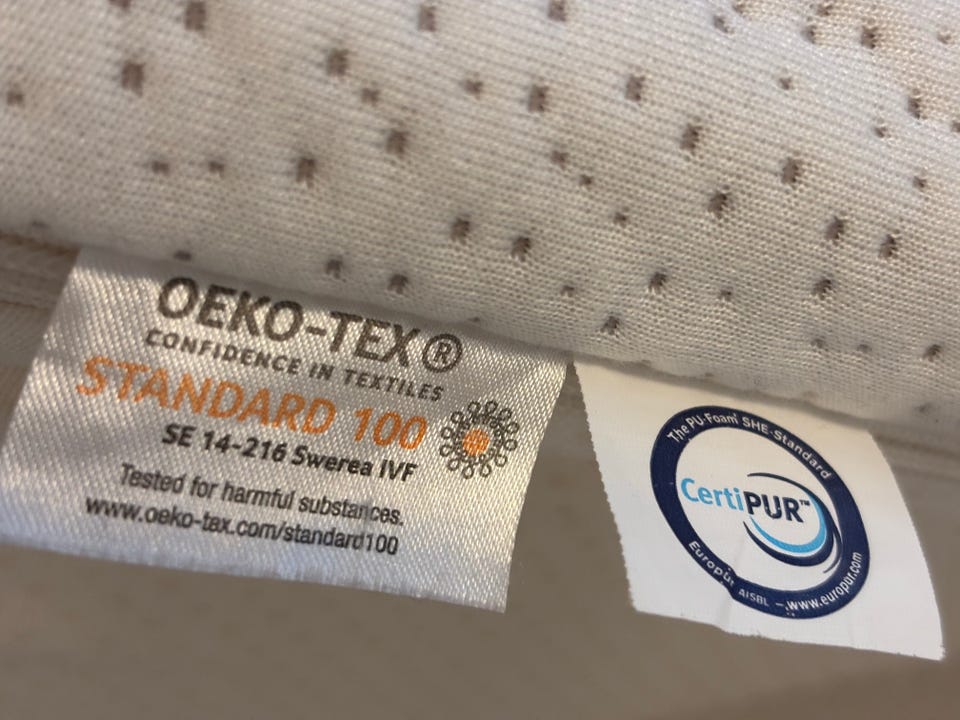 OEKO-TEX®
CONFIDENCE IN TEXTILES
STANDARD 100
SE 14-216 Swerea IVF
Tested for harmful substances.
www.oeko-tax.com/standard100
The PU-Foam SHE-Standard
CertiPUR™
Europur AISBL – www.europur.com